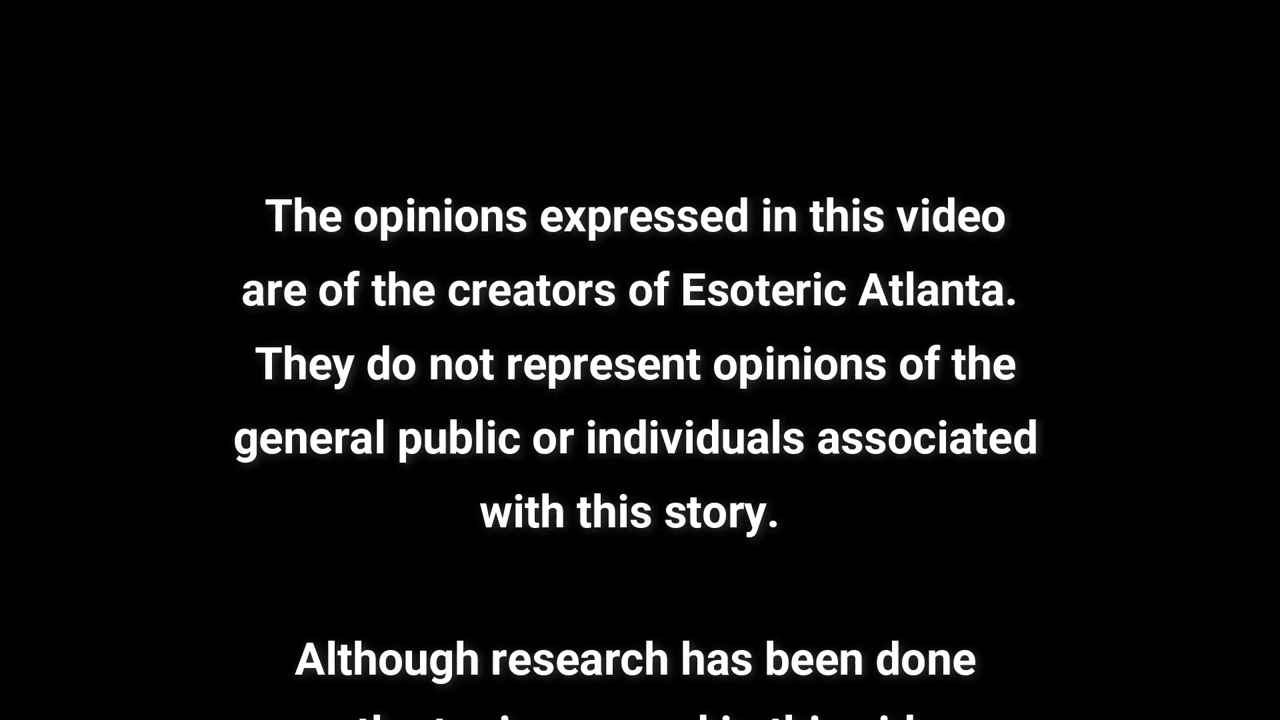 The opinions expressed in this video
are of the creators of Esoteric Atlanta.
They do not represent opinions of the
general public or individuals associated
with this story.
Although research has been done